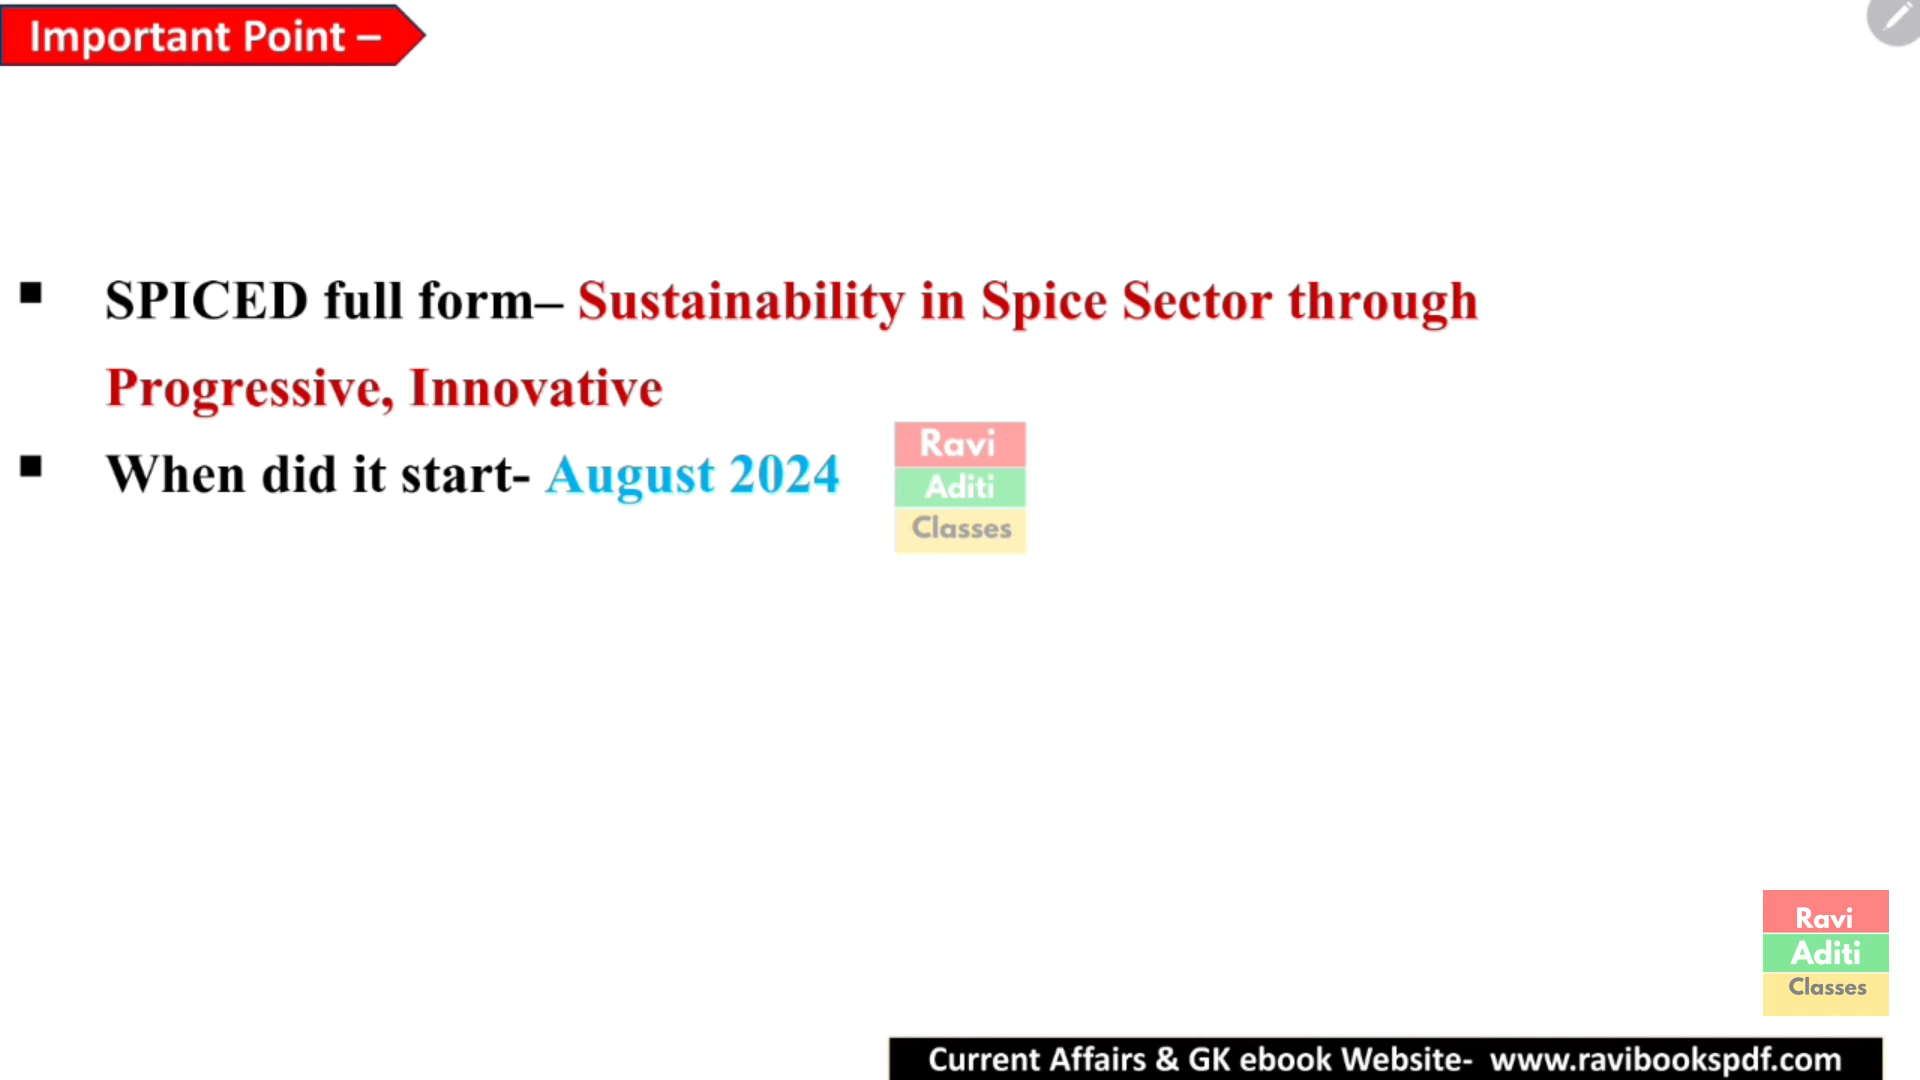 Important Point –
▪ SPICED full form– Sustainability in Spice Sector through
Progressive, Innovative
▪ When did it start- August 2024
Ravi
Aditi
Classes
Ravi
Aditi
Classes
Current Affairs & GK ebook Website- www.ravibookspdf.com